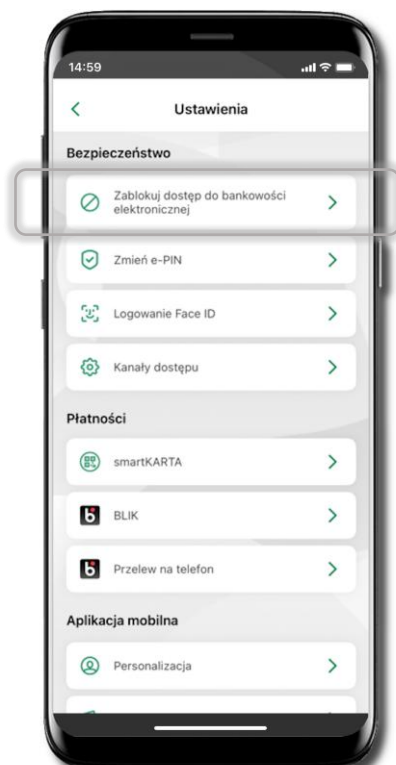 14:59
Ustawienia
Bezpieczeństwo
Zablokuj dostęp do bankowości
elektronicznej
Zmień e-PIN
Logowanie Face ID
Kanały dostępu
Płatności
smartKARTA
BLIK
Przelew na telefon
Aplikacja mobilna
Personalizacja